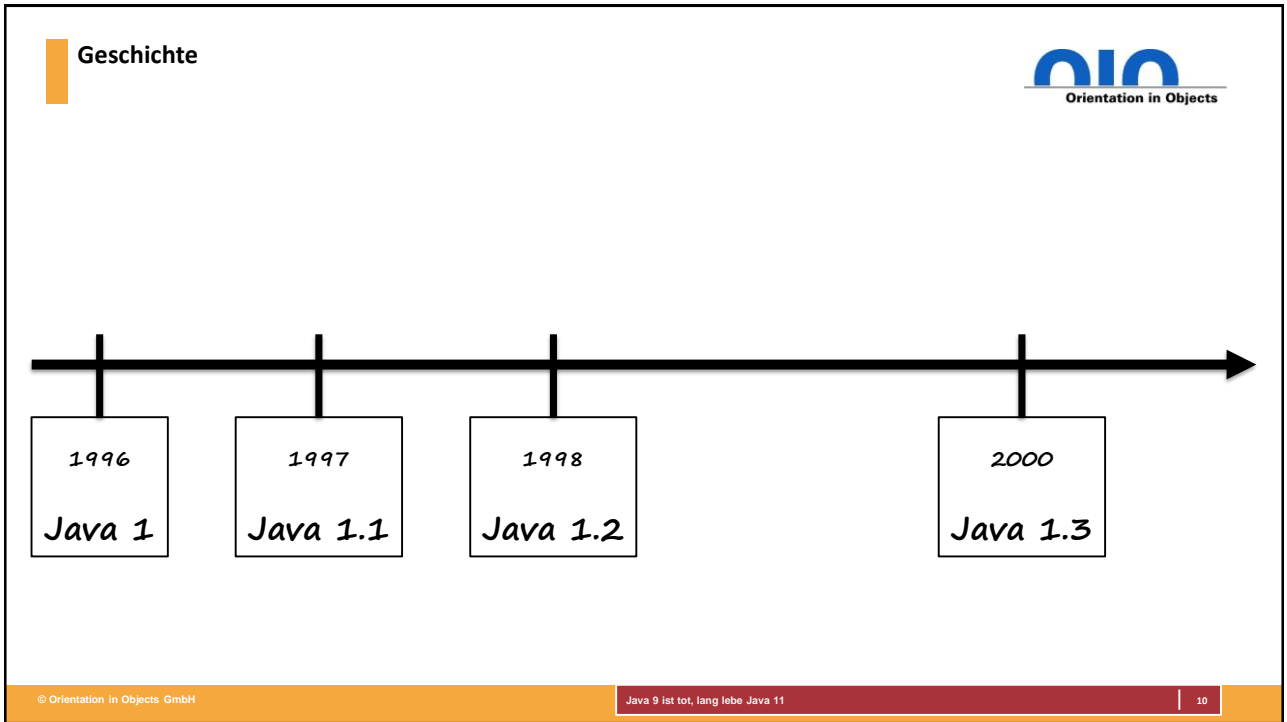 Geschichte
OIO
Orientation in Objects
1996
Java 1
1997
Java 1.1
1998
Java 1.2
2000
Java 1.3
© Orientation in Objects GmbH
Java 9 ist tot, lang lebe Java 11
10